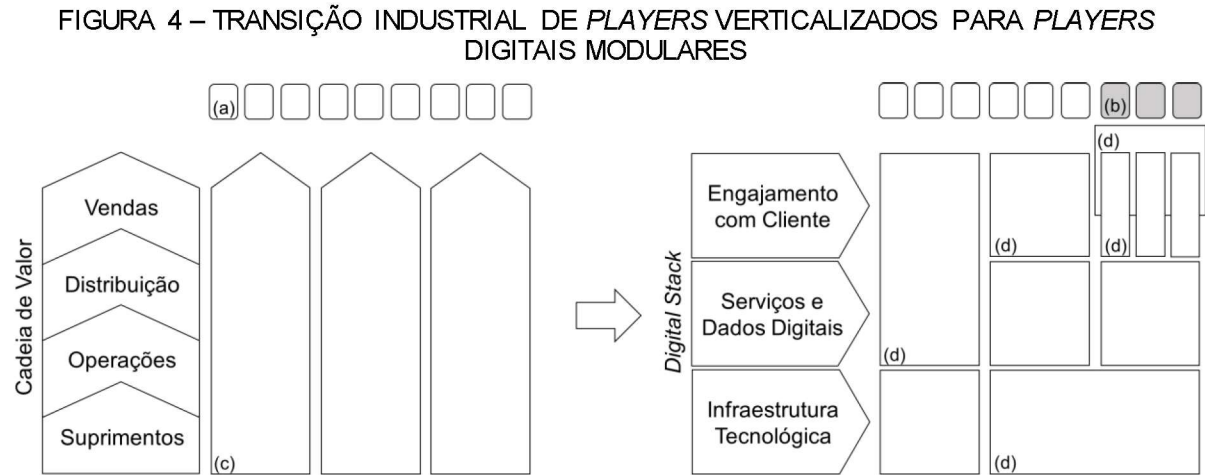 FIGURA 4 – TRANSIÇÃO INDUSTRIAL DE PLAYERS VERTICALIZADOS PARA PLAYERS
DIGITAIS MODULARES
(a)
(b)
(d)
Cadeia de Valor
Vendas
Distribuição
Operações
Suprimentos
(c)
Digital Stack
Engajamento
com Cliente
(d)
(d)
Serviços e
Dados Digitais
(d)
Infraestrutura
Tecnológica
(d)